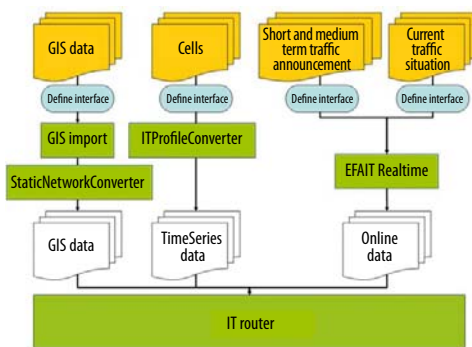 GIS data
Cells
Short and medium
term traffic
announcement
Current
traffic
situation
Define interface
Define interface
Define interface
Define interface
GIS import
ITProfileConverter
StaticNetworkConverter
EFAIT Realtime
GIS data
TimeSeries
data
Online
data
IT router